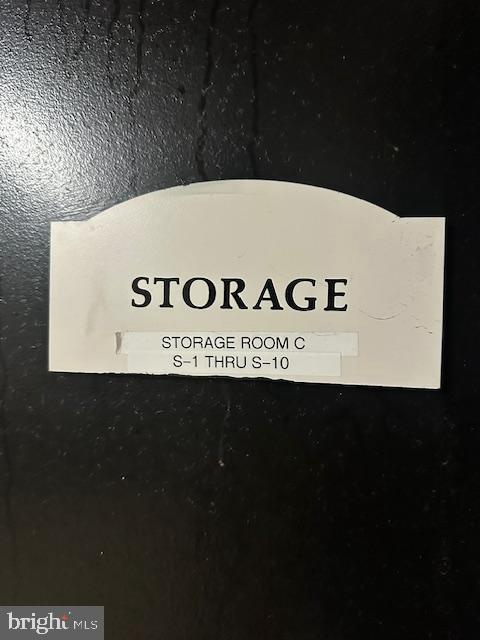 STORAGE
STORAGE ROOM C
S-1 THRU S-10
bright MLS